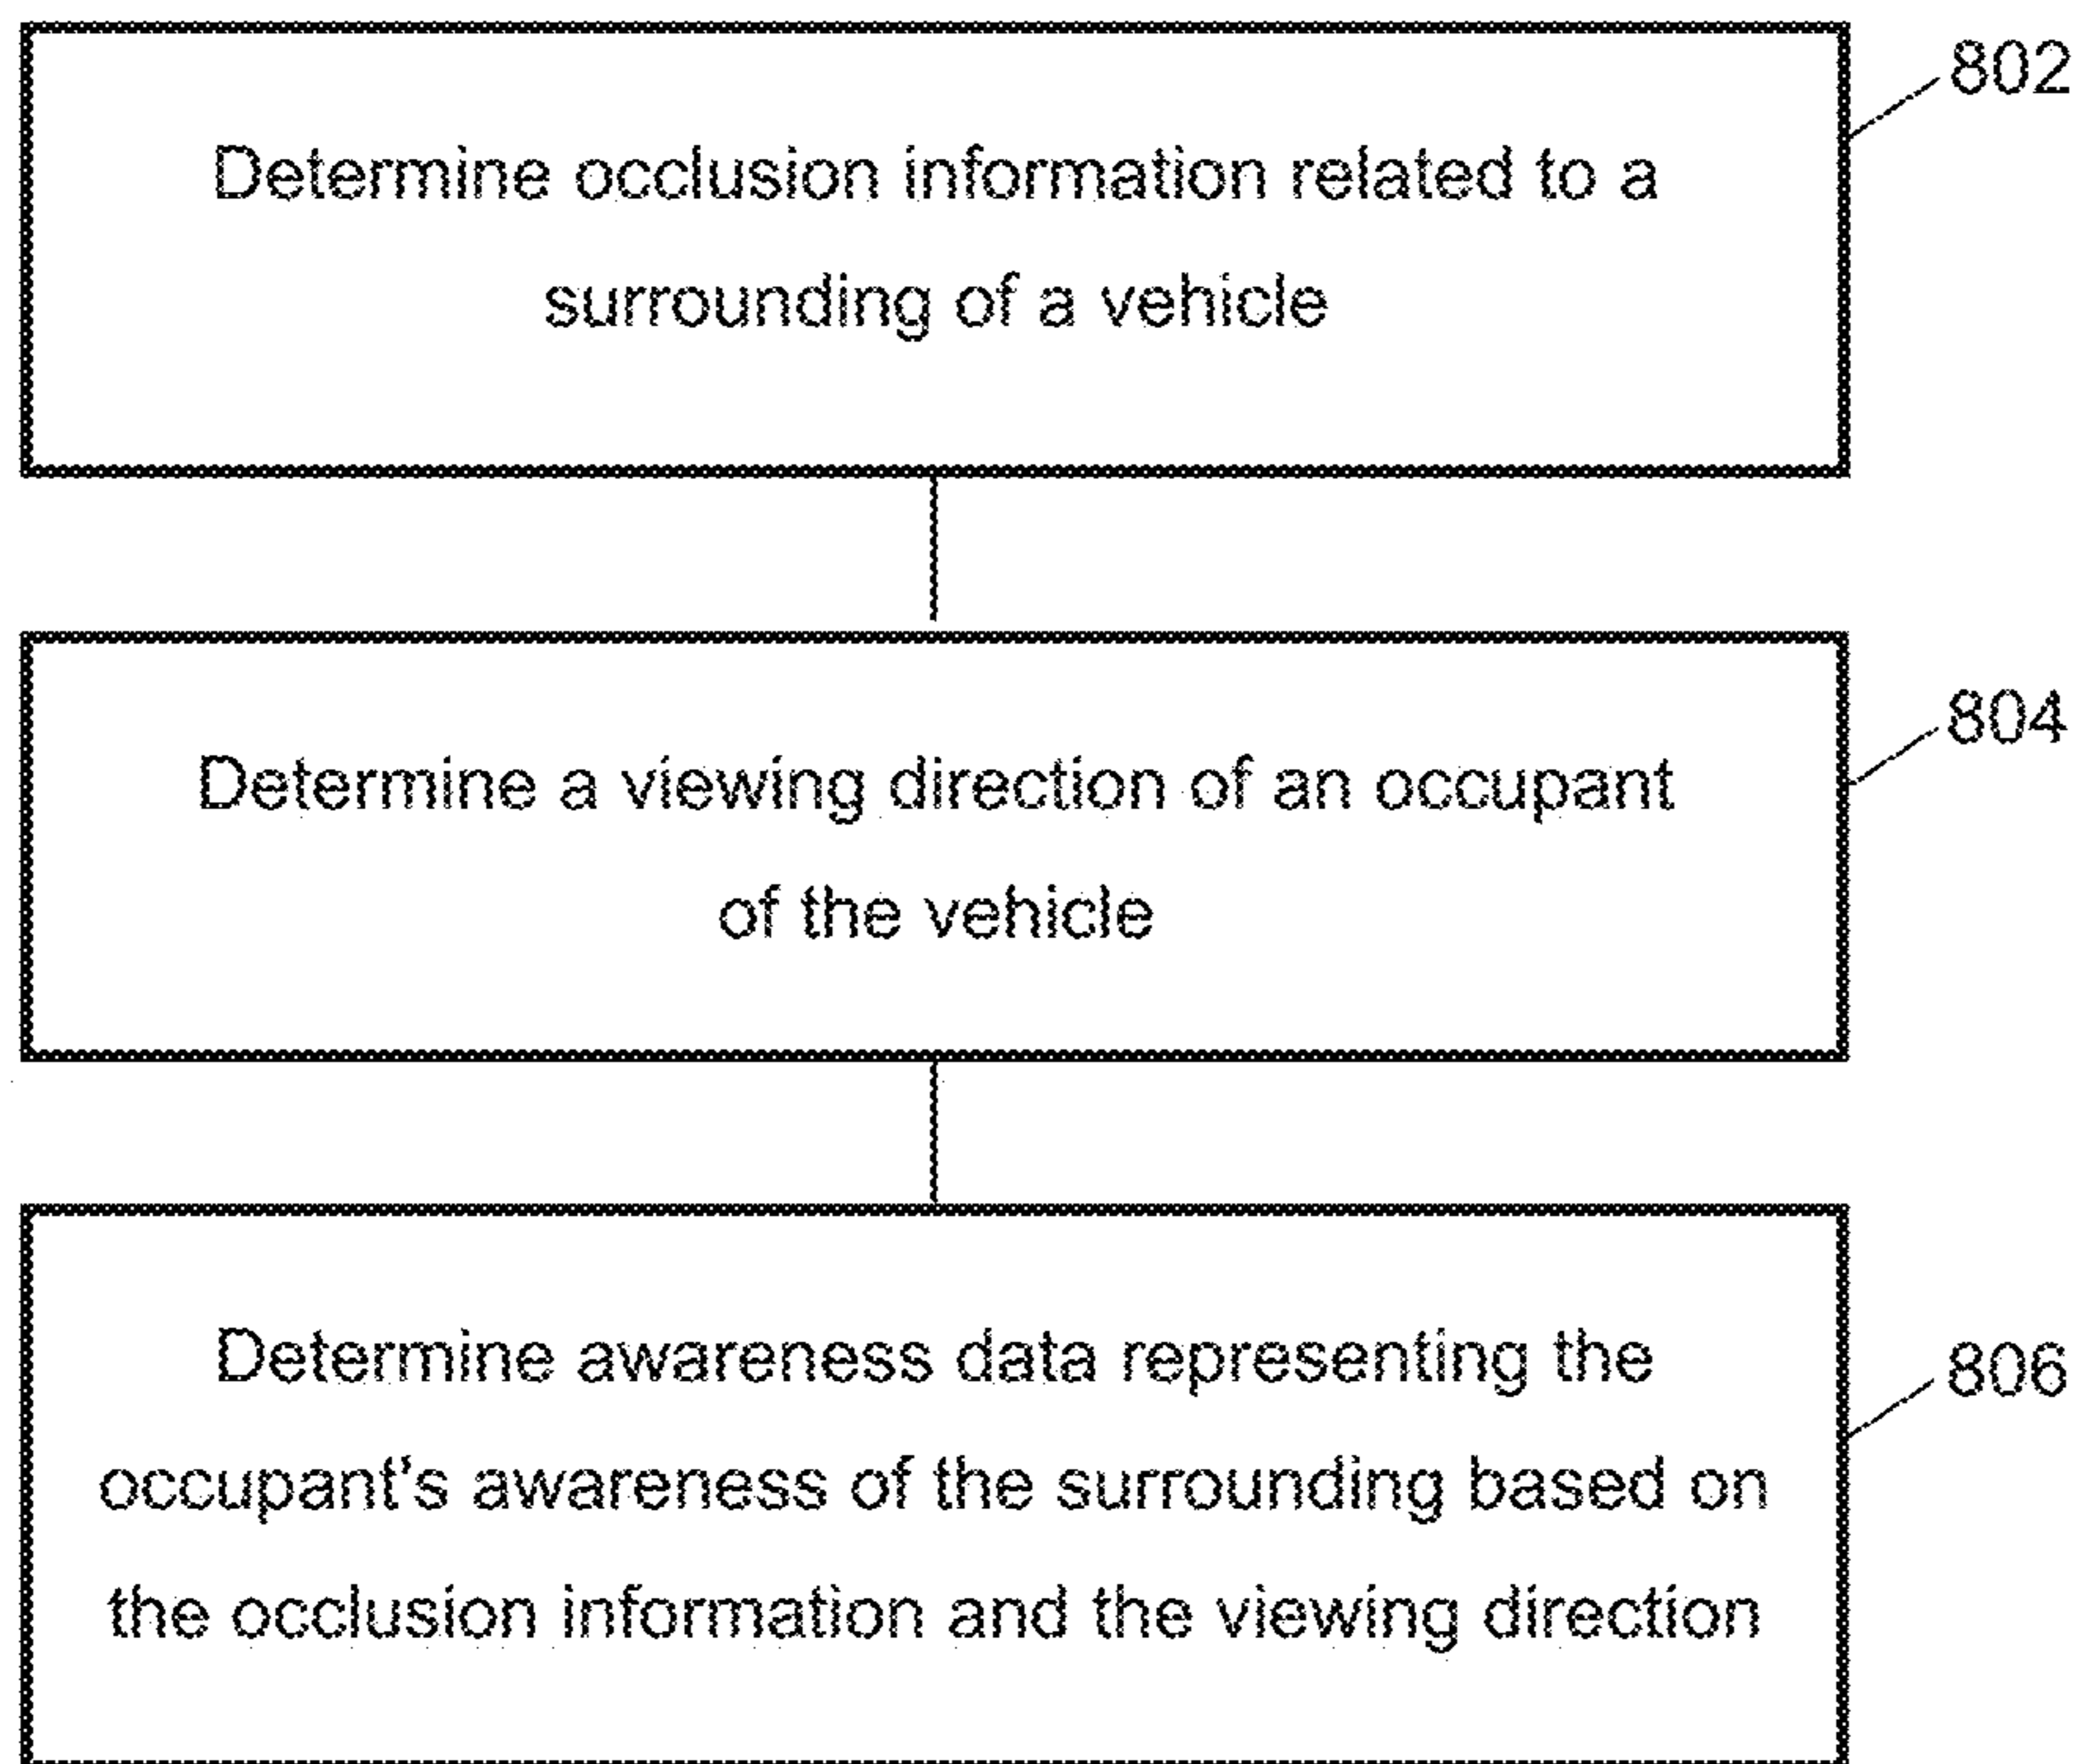 802
Determine occlusion information related to a
surrounding of a vehicle
804
Determine a viewing direction of an occupant
of the vehicle
806
Determine awareness data representing the
occupant's awareness of the surrounding based on
the occlusion information and the viewing direction